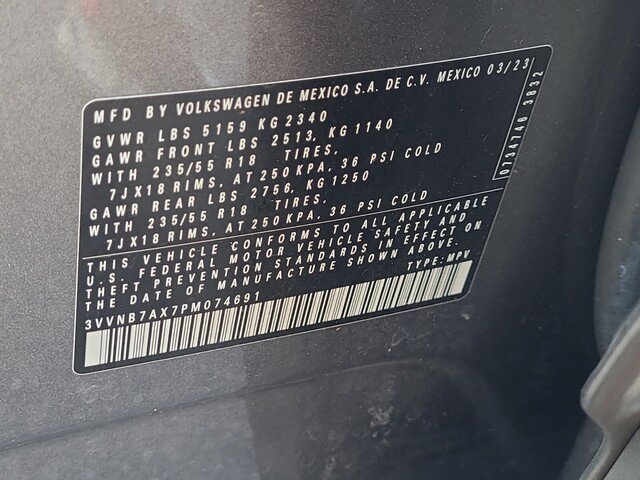 MFD BY VOLKSWAGEN DE MEXICO S.A. DE C.V. MEXICO 03/23
GVWR LBS 5159 KG 2340
GAWR FRONT LBS 2513, KG 1140
WITH 235/55 R18 TIRES,
7JX18 RIMS, AT 250 KPA, 36 PSI COLD
GAWR REAR LBS 2756, KG 1250
WITH 235/55 R18 TIRES,
7JX18 RIMS, AT 250 KPA, 36 PSI COLD
THIS VEHICLE CONFORMS TO ALL APPLICABLE
U.S. FEDERAL MOTOR VEHICLE SAFETY AND
THEFT PREVENTION STANDARDS IN EFFECT ON
THE DATE OF MANUFACTURE SHOWN ABOVE.
3VVNB7AX7PM074691 TYPE: MPV
0734746 3832